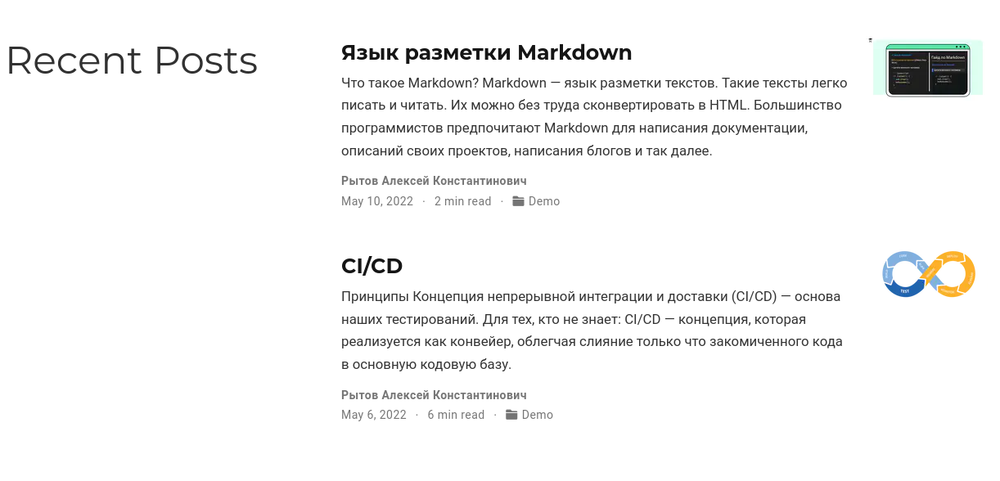 Recent Posts
Язык разметки Markdown
Что такое Markdown? Markdown — язык разметки текстов. Такие тексты легко
писать и читать. Их можно без труда сконвертировать в HTML. Большинство
программистов предпочитают Markdown для написания документации,
описаний своих проектов, написания блогов и так далее.
Рытов Алексей Константинович
May 10, 2022 · 2 min read · Demo
Гайд по Markdown
CI/CD
Принципы Концепция непрерывной интеграции и доставки (CI/CD) — основа
наших тестирований. Для тех, кто не знает: CI/CD — концепция, которая
реализуется как конвейер, облегчая слияние только что закомиченного кода
в основную кодовую базу.
Рытов Алексей Константинович
May 6, 2022 · 6 min read · Demo
TEST